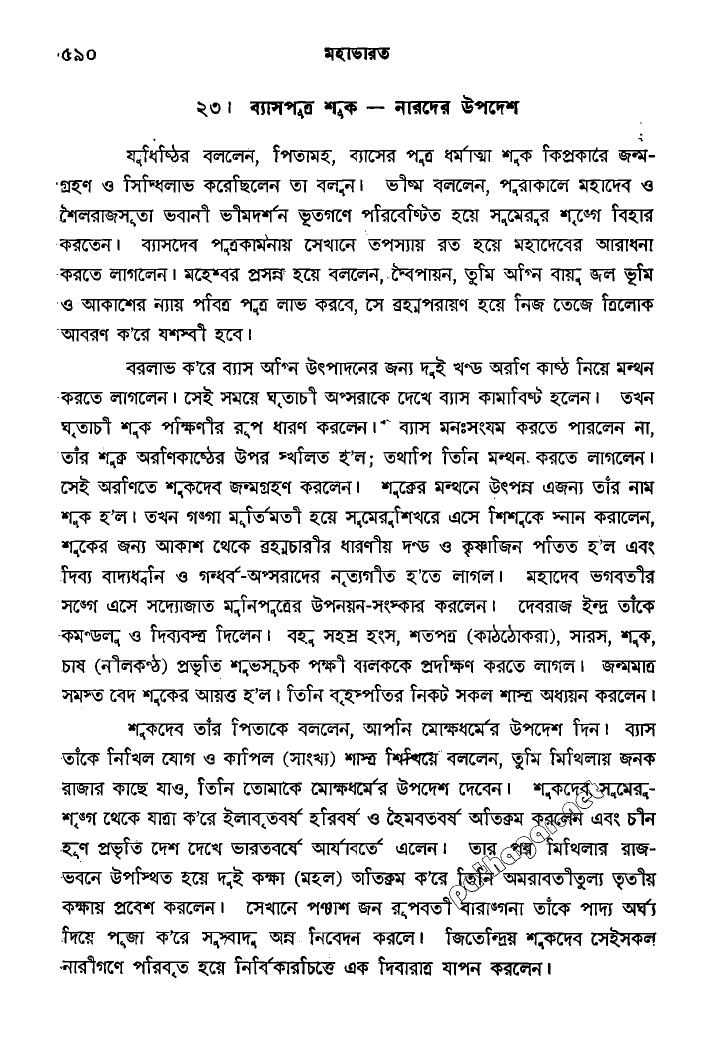 ৫৯০ মহাভারত
২৩। ব্যাসপুত্র শুক — নারদের উপদেশ
যুধিষ্ঠির বললেন, পিতামহ, ব্যাসের পুত্র ধর্মাত্মা শুক কিপ্রকারে জন্ম-
গ্রহণ ও সিদ্ধিলাভ করেছিলেন তা বলুন। ভীষ্ম বললেন, পুরাকালে মহাদেব ও
শৈলরাজসুতা ভবানী ভীমদর্শন ভূতগণে পরিবেষ্টিত হয়ে সুমেরুর শৃঙ্গে বিহার
করতেন। ব্যাসদেব পুত্রকামনায় সেখানে তপস্যায় রত হয়ে মহাদেবের আরাধনা
করতে লাগলেন। মহেশ্বর প্রসন্ন হয়ে বললেন, দ্বৈপায়ন, তুমি অগ্নি বায়ু জল ভূমি
ও আকাশের ন্যায় পবিত্র পুত্র লাভ করবে, সে ব্রহ্মপরায়ণ হয়ে নিজ তেজে ত্রিলোক
আবরণ ক'রে যশস্বী হবে।
বরলাভ ক'রে ব্যাস অগ্নি উৎপাদনের জন্য দুই খণ্ড অরণি কাষ্ঠ নিয়ে মন্থন
করতে লাগলেন। সেই সময়ে ঘৃতাচী অপ্সরাকে দেখে ব্যাস কামাবিষ্ট হলেন। তখন
ঘৃতাচী শুক পক্ষিণীর রূপ ধারণ করলেন। ব্যাস মনঃসংযম করতে পারলেন না,
তাঁর শুক্র অরণিকাষ্ঠের উপর স্খলিত হ'ল; তথাপি তিনি মন্থন করতে লাগলেন।
সেই অরণিতে শুকদেব জন্মগ্রহণ করলেন। শুক্রের মন্থনে উৎপন্ন এজন্য তাঁর নাম
শুক হ'ল। তখন গঙ্গা মূর্তিমতী হয়ে সুমেরুশিখরে এসে শিশুকে স্নান করালেন,
শুকের জন্য আকাশ থেকে ব্রহ্মচারীর ধারণীয় দণ্ড ও কৃষ্ণাজিন পতিত হ'ল এবং
দিব্য বাদ্যধ্বনি ও গন্ধর্ব-অপ্সরাদের নৃত্যগীত হ'তে লাগল। মহাদেব ভগবতীর
সঙ্গে এসে সদ্যোজাত মুনিপুত্রের উপনয়ন-সংস্কার করলেন। দেবরাজ ইন্দ্র তাঁকে
কমণ্ডলু ও দিব্যবস্ত্র দিলেন। বহু সহস্র হংস, শতপত্র (কাঠঠোকরা), সারস, শুক,
চাষ (নীলকণ্ঠ) প্রভৃতি শুভসূচক পক্ষী বালককে প্রদক্ষিণ করতে লাগল। জন্মমাত্র
সমস্ত বেদ শুকের আয়ত্ত হ'ল। তিনি বৃহস্পতির নিকট সকল শাস্ত্র অধ্যয়ন করলেন।
শুকদেব তাঁর পিতাকে বললেন, আপনি মোক্ষধর্মের উপদেশ দিন। ব্যাস
তাঁকে নিখিল যোগ ও কাপিল (সাংখ্য) শাস্ত্র শিখিয়ে বললেন, তুমি মিথিলায় জনক
রাজার কাছে যাও, তিনি তোমাকে মোক্ষধর্মের উপদেশ দেবেন। শুকদেব সুমেরু-
শৃঙ্গ থেকে যাত্রা ক'রে ইলাবৃতবর্ষ হরিবর্ষ ও হৈমবতবর্ষ অতিক্রম করলেন এবং চীন
হূণ প্রভৃতি দেশ দেখে ভারতবর্ষে আর্যাবর্তে এলেন। তার পর মিথিলার রাজ-
ভবনে উপস্থিত হয়ে দুই কক্ষা (মহল) অতিক্রম ক'রে তিনি অমরাবতীতুল্য তৃতীয়
কক্ষায় প্রবেশ করলেন। সেখানে পঞ্চাশ জন রূপবতী বারাঙ্গনা তাঁকে পাদ্য অর্ঘ্য
দিয়ে পূজা ক'রে সুস্বাদু অন্ন নিবেদন করলে। জিতেন্দ্রিয় শুকদেব সেইসকল
নারীগণে পরিবৃত হয়ে নির্বিকারচিত্তে এক দিবারাত্র যাপন করলেন।